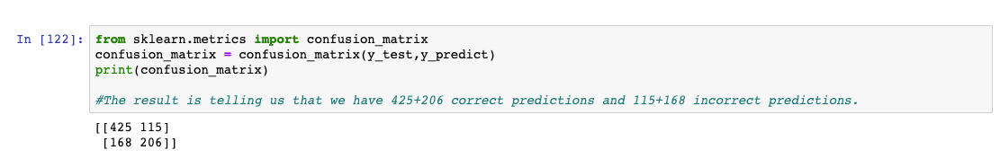 In [122]: from sklearn.metrics import confusion_matrix
confusion_matrix = confusion_matrix(y_test,y_predict)
print(confusion_matrix)
#The result is telling us that we have 425+206 correct predictions and 115+168 incorrect predictions.
[[425 115]
[168 206]]